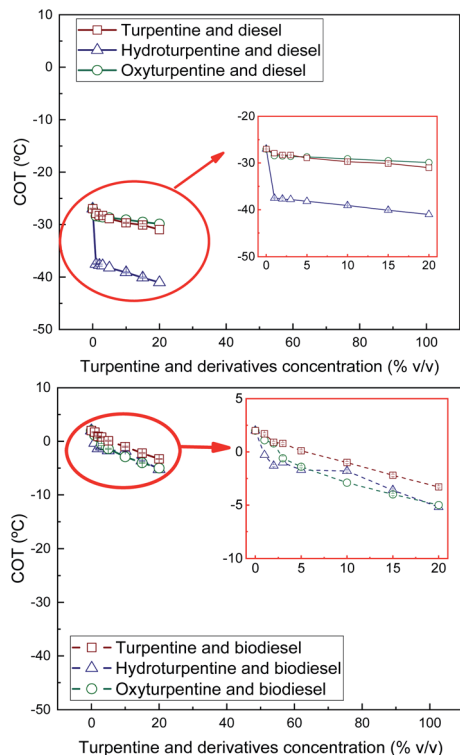 10
Turpentine and diesel
Hydroturpentine and diesel
Oxyturpentine and diesel
0
-10
-20
-30
-40
-50
COT (ºC)
-20
-30
-40
-50
0 5 10 15 20
0 20 40 60 80 100
Turpentine and derivatives concentration (% v/v)
10
0
-10
-20
-30
-40
-50
COT (ºC)
5
0
-5
-10
0 5 10 15 20
Turpentine and biodiesel
Hydroturpentine and biodiesel
Oxyturpentine and biodiesel
0 20 40 60 80 100
Turpentine and derivatives concentration (% v/v)